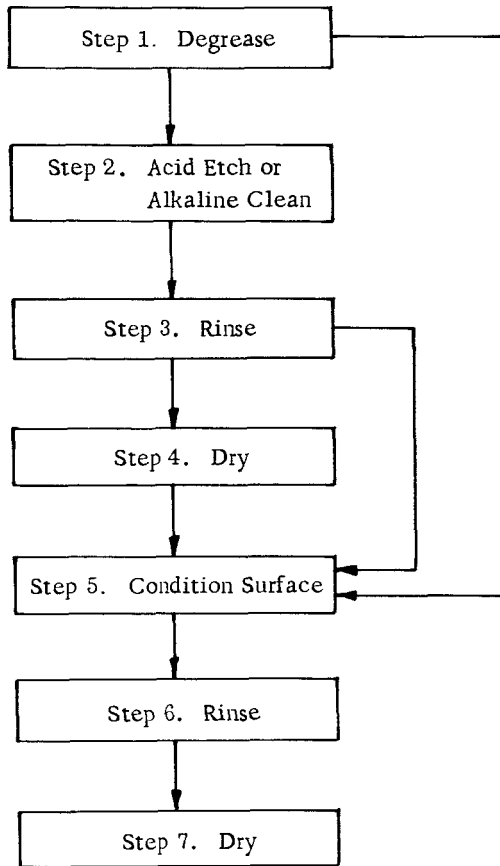 Step 1. Degrease
Step 2. Acid Etch or
Alkaline Clean
Step 3. Rinse
Step 4. Dry
Step 5. Condition Surface
Step 6. Rinse
Step 7. Dry